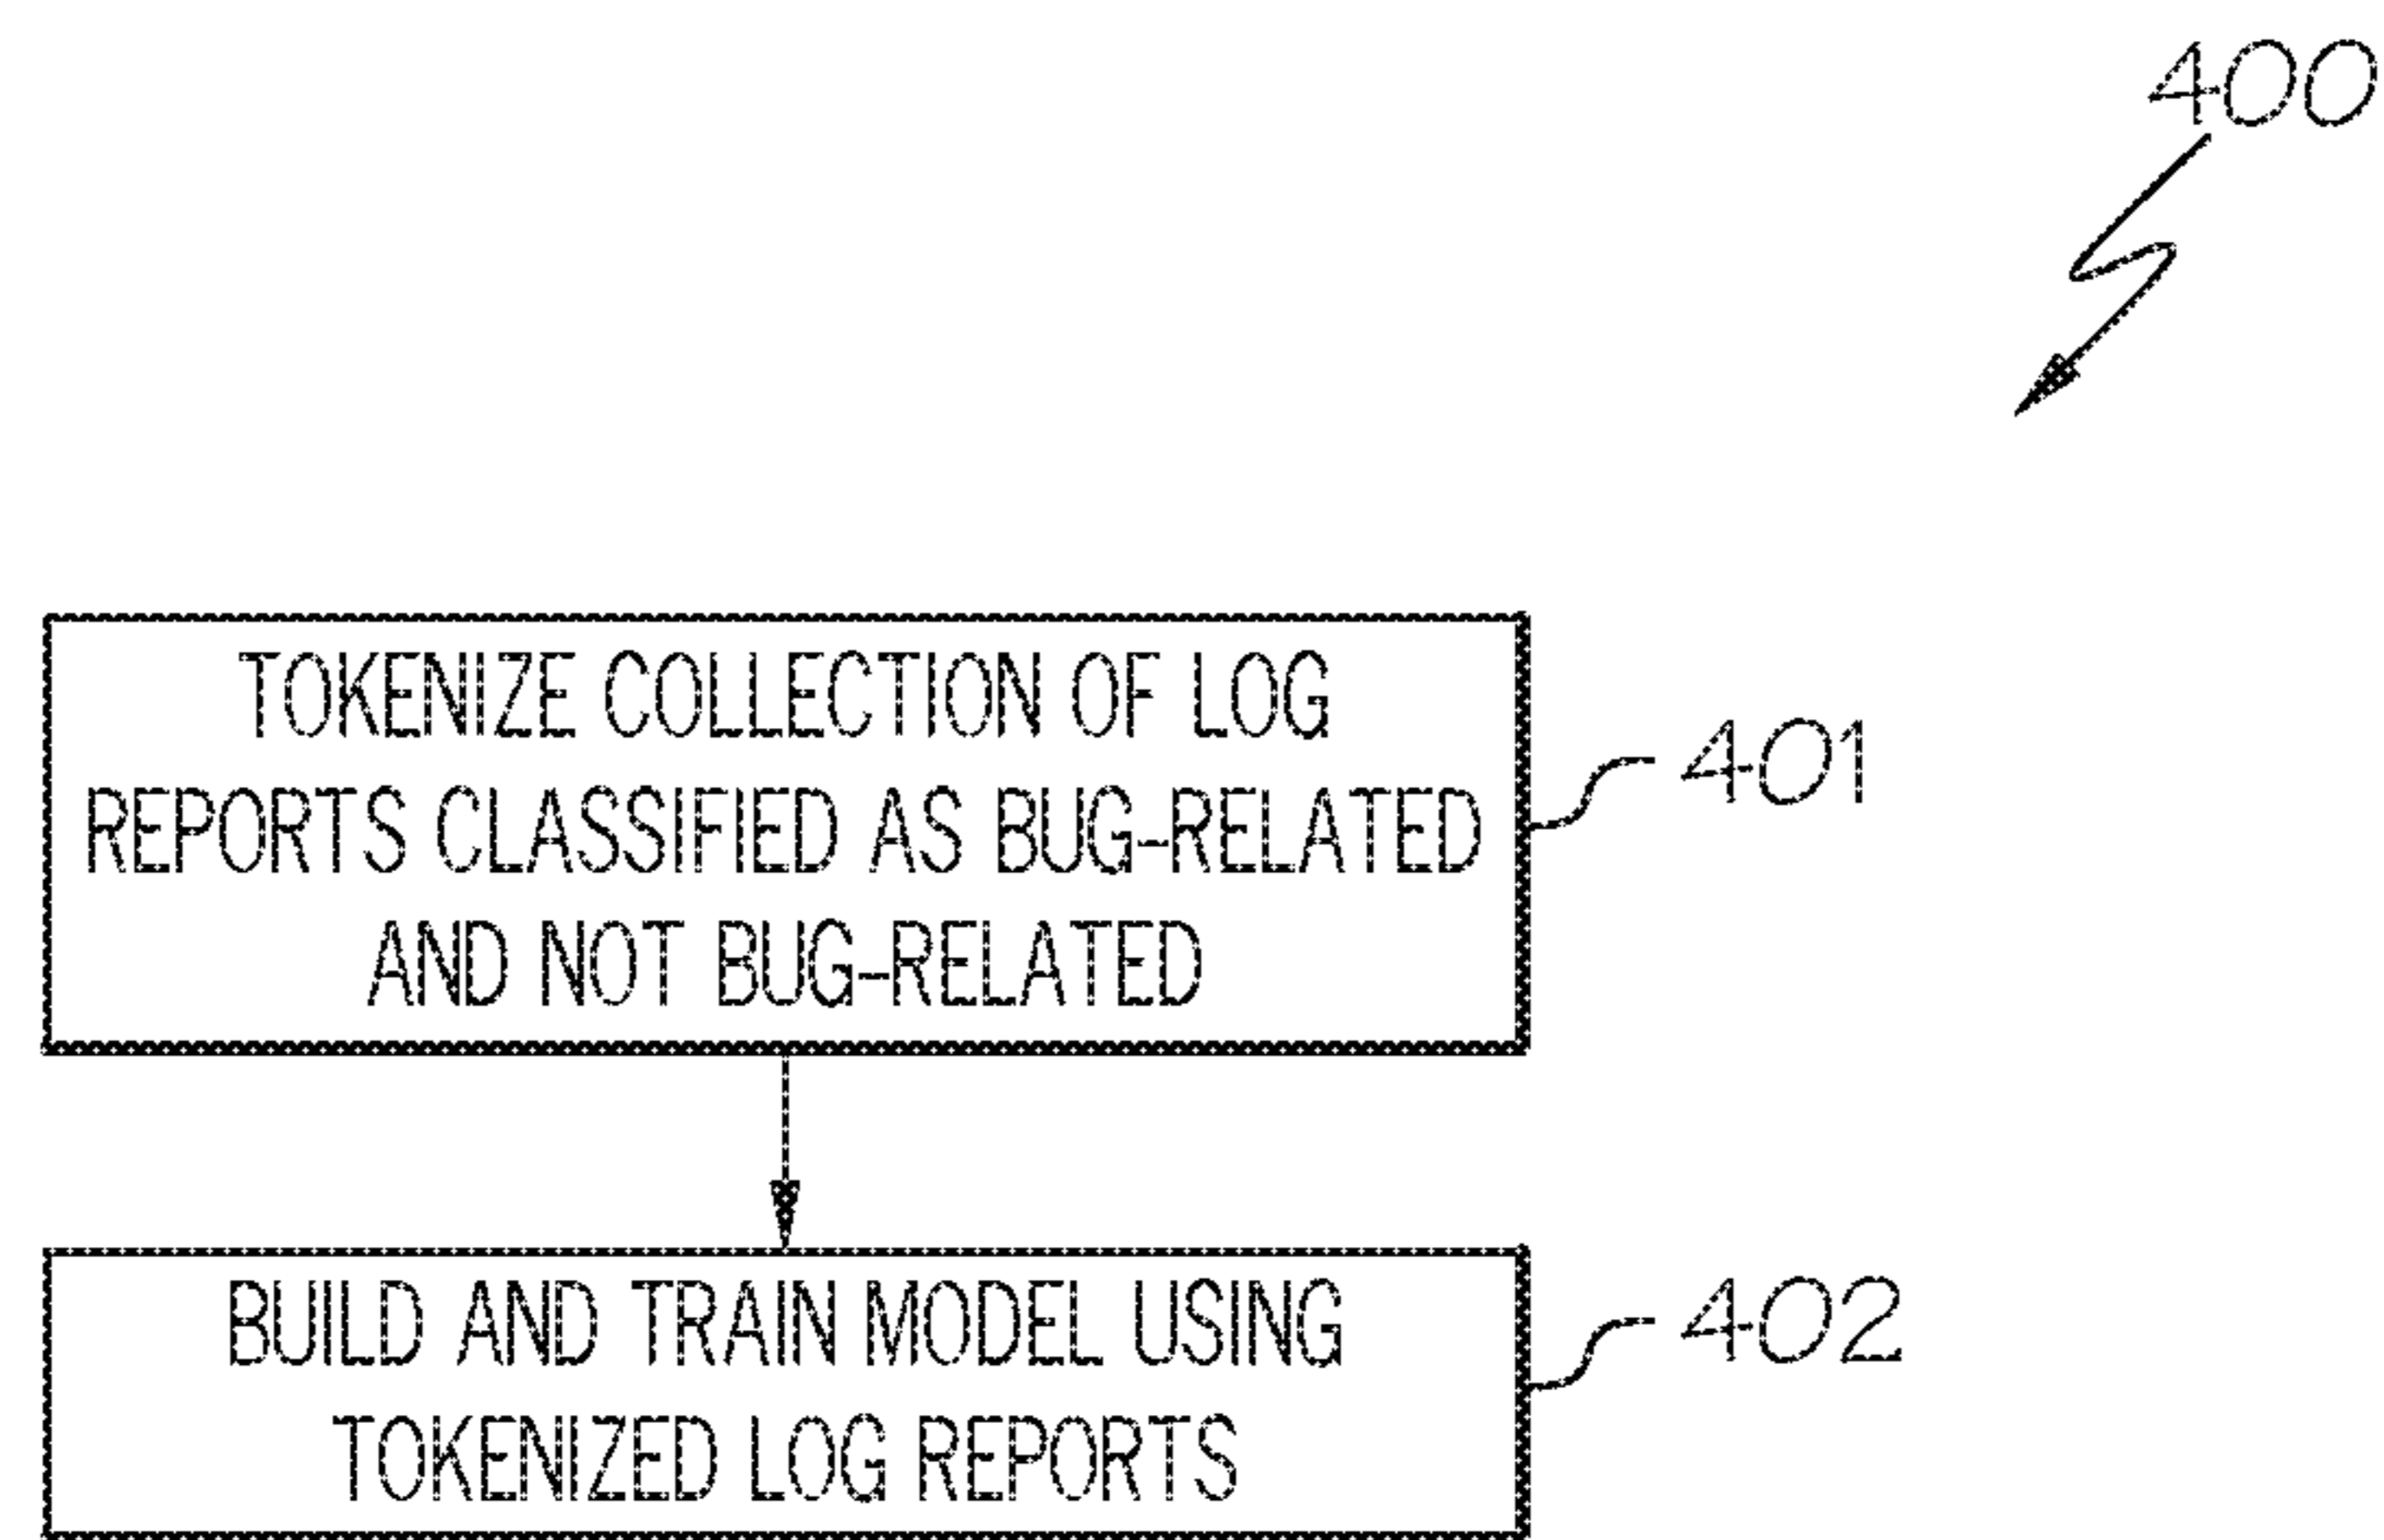 400
TOKENIZE COLLECTION OF LOG
REPORTS CLASSIFIED AS BUG-RELATED
AND NOT BUG-RELATED
401
BUILD AND TRAIN MODEL USING
TOKENIZED LOG REPORTS
402